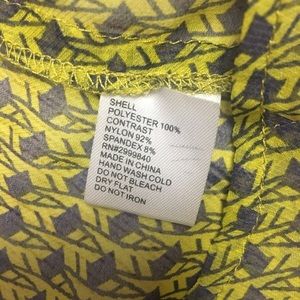 SHELL
POLYESTER 100%
CONTRAST
NYLON 92%
SPANDEX 8%
RN#2999840
MADE IN CHINA
HAND WASH COLD
DO NOT BLEACH
DRY FLAT
DO NOT IRON